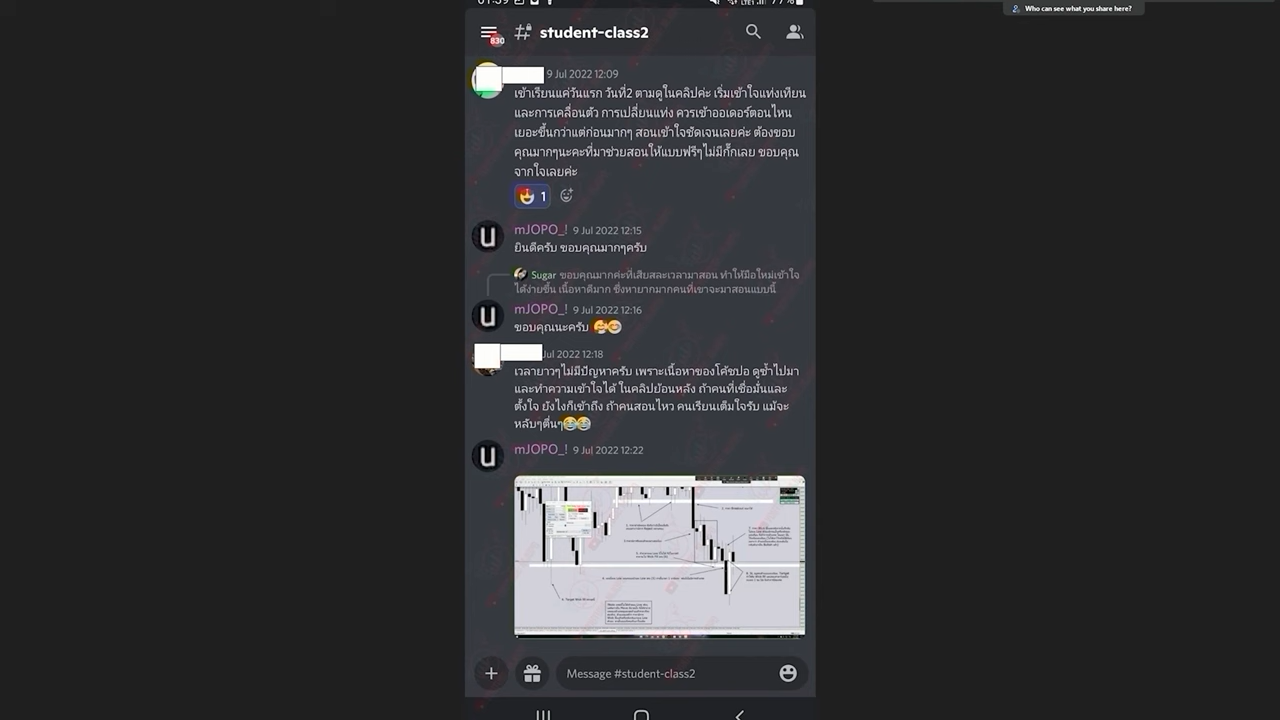 01:39
77%
Who can see what you share here?
830
student-class2
9 Jul 2022 12:09
เข้าเรียนแค่วันแรก วันที่2 ตามดูในคลิปค่ะ เริ่มเข้าใจแท่งเทียน
และการเคลื่อนตัว การเปลี่ยนแท่ง ควรเข้าออเดอร์ตอนไหน
เยอะขึ้นกว่าแต่ก่อนมากๆ สอนเข้าใจชัดเจนเลยค่ะ ต้องขอบ
คุณมากๆนะคะที่มาช่วยสอนให้แบบฟรีๆไม่มีกั๊กเลย ขอบคุณ
จากใจเลยค่ะ
1
mJOPO_! 9 Jul 2022 12:15
ยินดีครับ ขอบคุณมากๆครับ
Sugar ขอบคุณมากค่ะที่เสียสละเวลามาสอน ทำให้มือใหม่เข้าใจ
ได้ง่ายขึ้น เนื้อหาดีมาก ซึ่งหายากมากคนที่เขาจะมาสอนแบบนี้
mJOPO_! 9 Jul 2022 12:16
ขอบคุณนะครับ
Jul 2022 12:18
เวลายาวๆไม่มีปัญหาครับ เพราะเนื้อหาของโค้ชปอ ดูซ้ำไปมา
และทำความเข้าใจได้ ในคลิปย้อนหลัง ถ้าคนที่เชื่อมั่นและ
ตั้งใจ ยังไงก็เข้าถึง ถ้าคนสอนไหว คนเรียนเต็มใจรับ แม้จะ
หลับๆตื่นๆ
mJOPO_! 9 Jul 2022 12:22
Message #student-class2